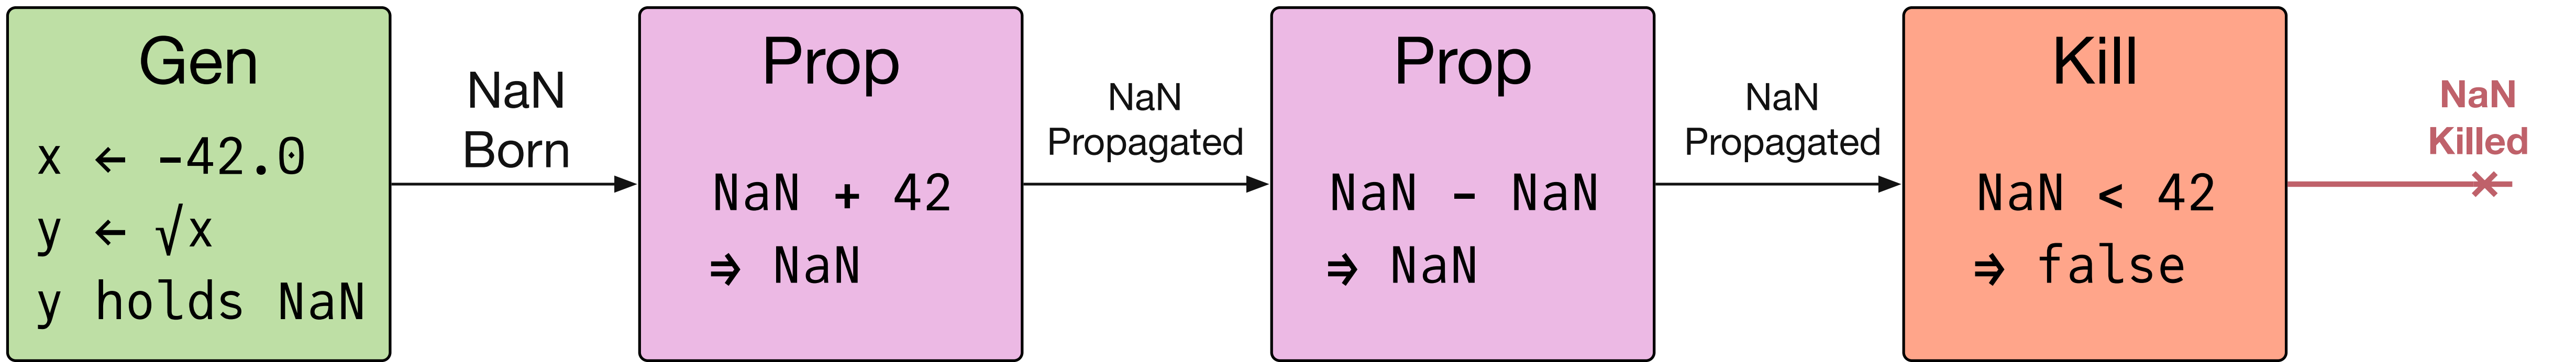 Gen
x ← -42.0
y ← √x
y holds NaN
NaN
Born
Prop
NaN + 42
⇒ NaN
NaN
Propagated
Prop
NaN - NaN
⇒ NaN
NaN
Propagated
Kill
NaN < 42
⇒ false
NaN
Killed